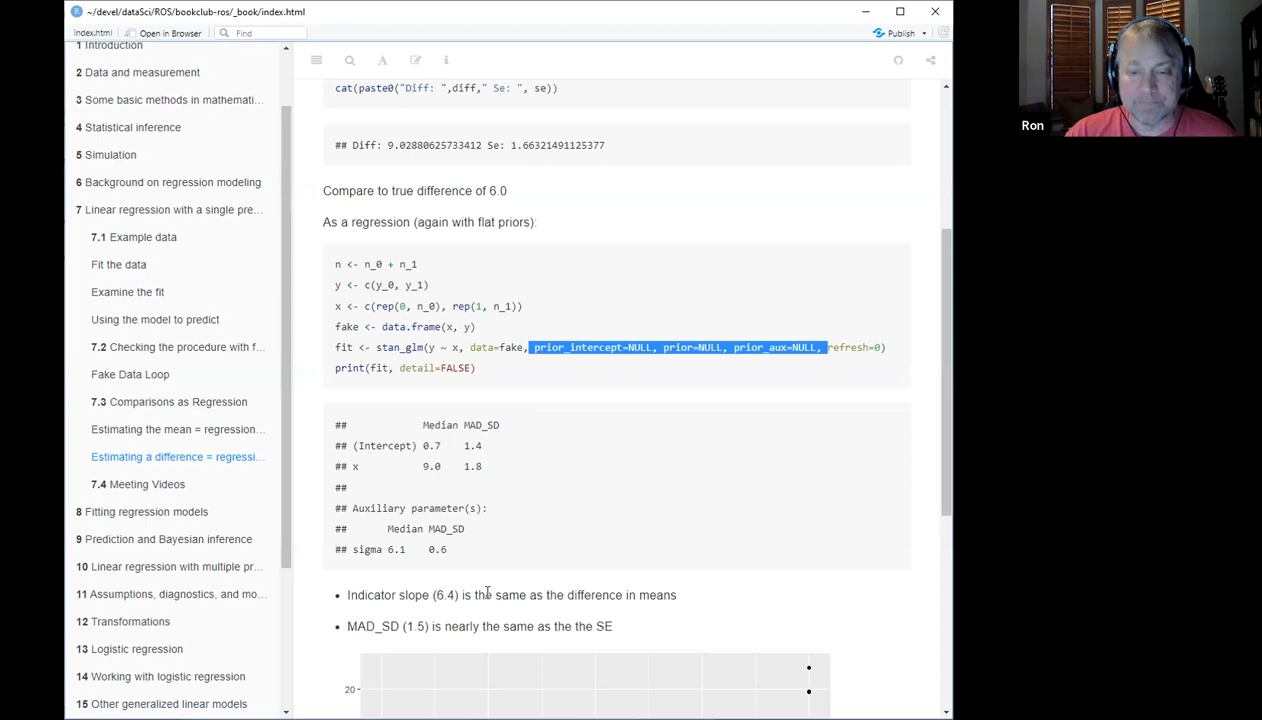 ~/devel/dataSci/ROS/bookclub-ros/_book/index.html
index.html Open in Browser Find Publish
1 Introduction
2 Data and measurement
3 Some basic methods in mathemati...
4 Statistical inference
5 Simulation
6 Background on regression modeling
7 Linear regression with a single pre...
7.1 Example data
Fit the data
Examine the fit
Using the model to predict
7.2 Checking the procedure with f...
Fake Data Loop
7.3 Comparisons as Regression
Estimating the mean = regression...
Estimating a difference = regressi...
7.4 Meeting Videos
8 Fitting regression models
9 Prediction and Bayesian inference
10 Linear regression with multiple pr...
11 Assumptions, diagnostics, and mo...
12 Transformations
13 Logistic regression
14 Working with logistic regression
15 Other generalized linear models
cat(paste0("Diff: ",diff," Se: ", se))
## Diff: 9.02880625733412 Se: 1.66321491125377
Compare to true difference of 6.0
As a regression (again with flat priors):
n <- n_0 + n_1
y <- c(y_0, y_1)
x <- c(rep(0, n_0), rep(1, n_1))
fake <- data.frame(x, y)
fit <- stan_glm(y ~ x, data=fake, prior_intercept=NULL, prior=NULL, prior_aux=NULL, refresh=0)
print(fit, detail=FALSE)
## Median MAD_SD
## (Intercept) 0.7 1.4
## x 9.0 1.8
##
## Auxiliary parameter(s):
## Median MAD_SD
## sigma 6.1 0.6
• Indicator slope (6.4) is the same as the difference in means
• MAD_SD (1.5) is nearly the same as the the SE
20
Ron